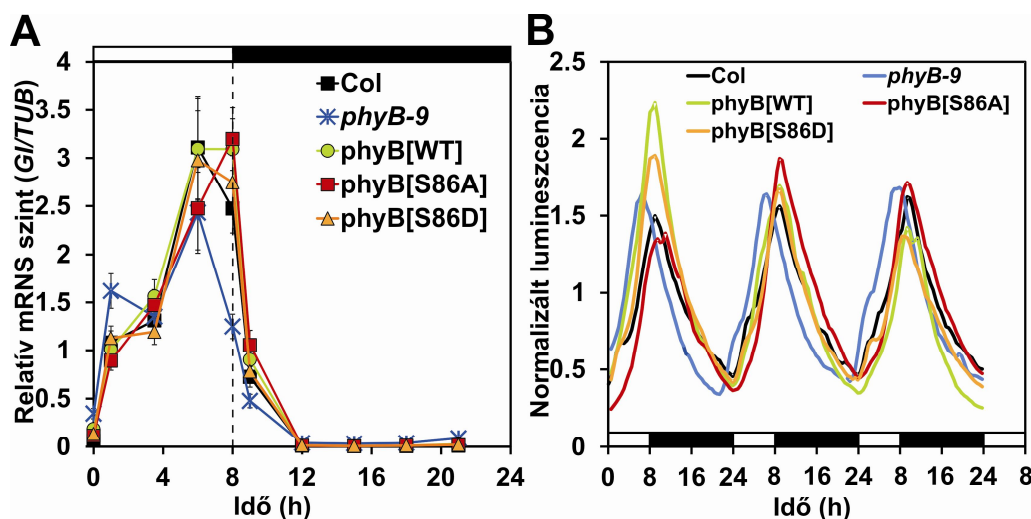 A
Relatív mRNS szint (GI/TUB)
4
3.5
3
2.5
2
1.5
1
0.5
0
Col
phyB-9
phyB[WT]
phyB[S86A]
phyB[S86D]
0 4 8 12 16 20 24
Idő (h)
B
Normalizált lumineszcencia
2.5
2
1.5
1
0.5
0
Col phyB-9
phyB[WT] phyB[S86A]
phyB[S86D]
0 8 24 8 24 8 24 8
Idő (h)